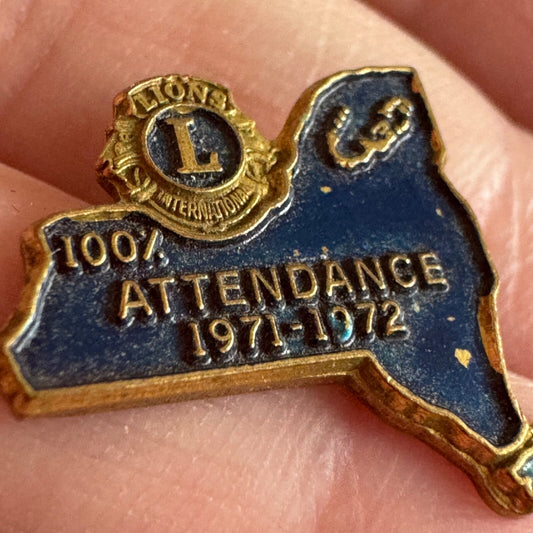 LIONS
L
INTERNATIONAL
100%
ATTENDANCE
1971-1972